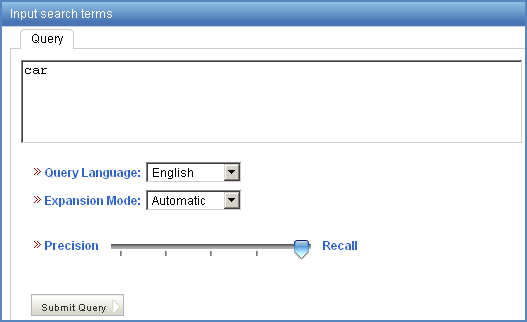 Input search terms
Query
car
Query Language: English
Expansion Mode: Automatic
Precision Recall
Submit Query